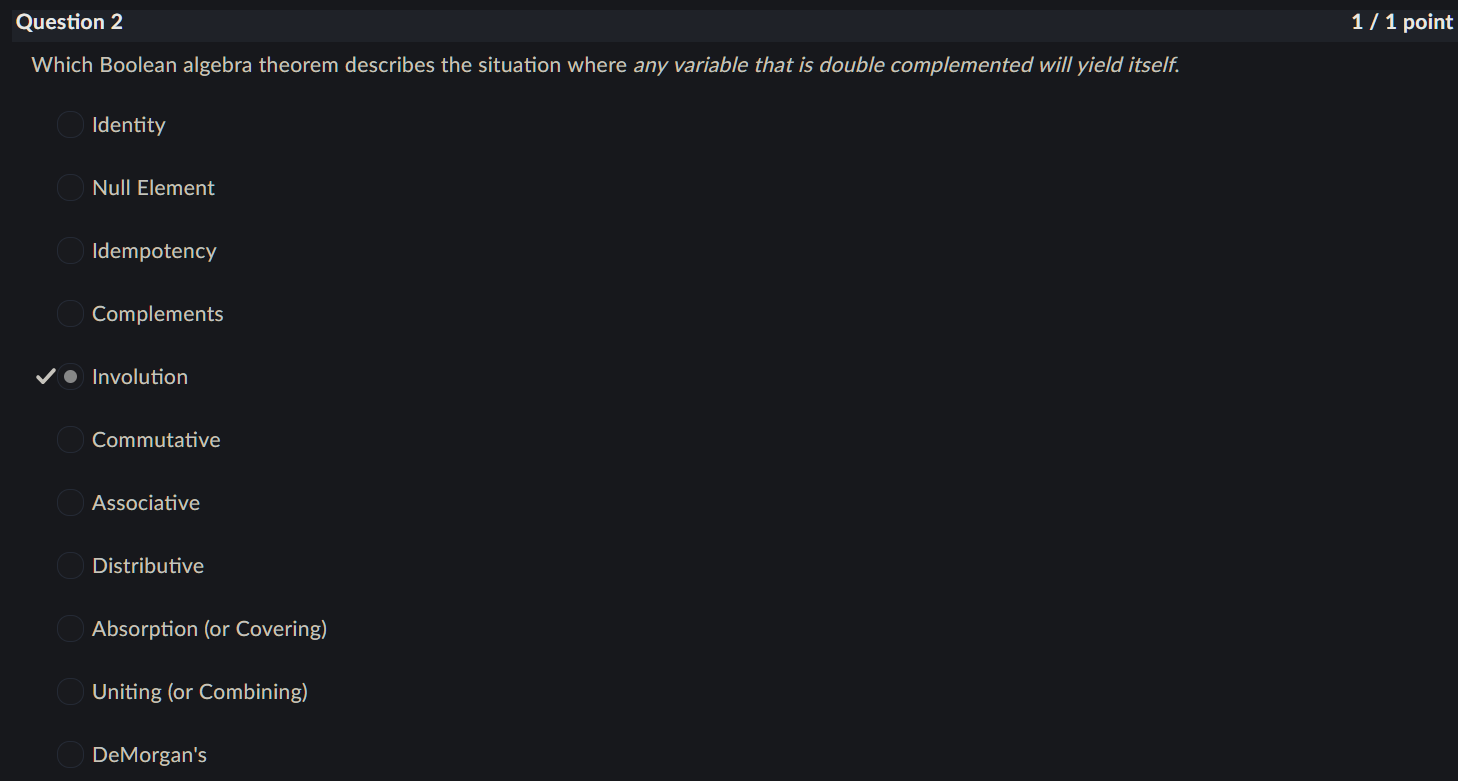 Question 2
1 / 1 point
Which Boolean algebra theorem describes the situation where any variable that is double complemented will yield itself.
Identity
Null Element
Idempotency
Complements
Involution
Commutative
Associative
Distributive
Absorption (or Covering)
Uniting (or Combining)
DeMorgan's